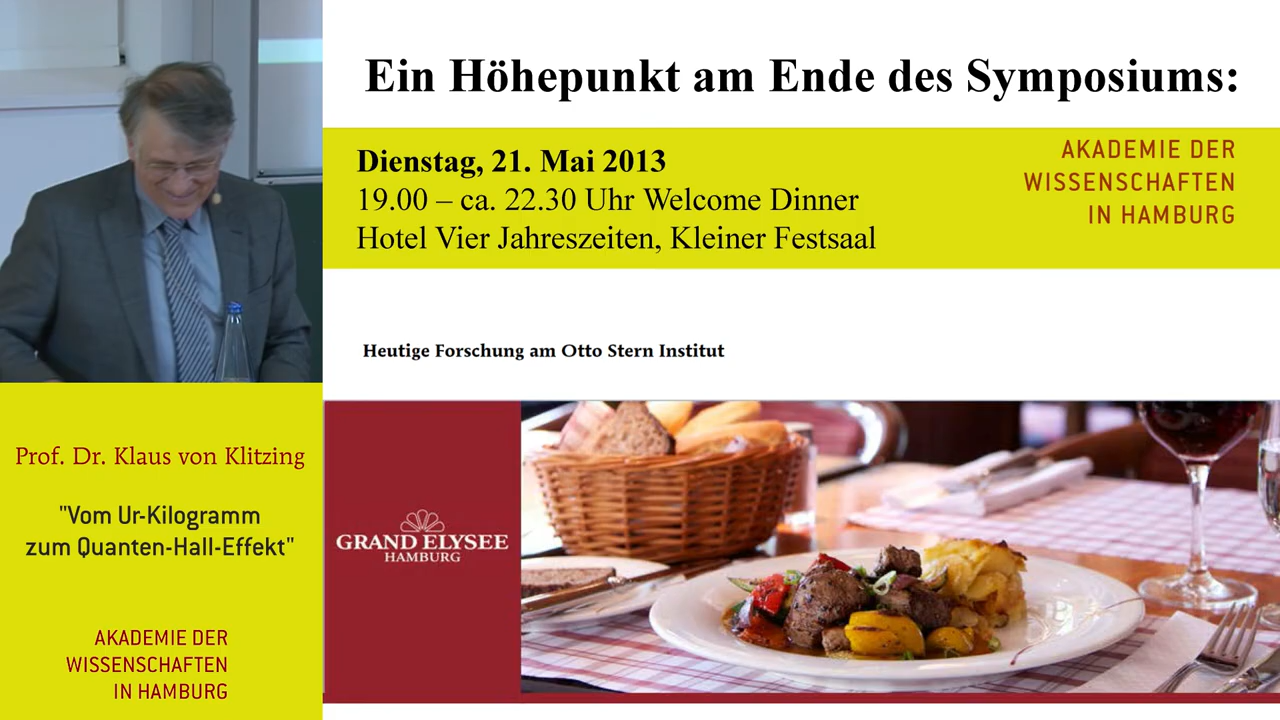 Ein Höhepunkt am Ende des Symposiums:
Dienstag, 21. Mai 2013
19.00 – ca. 22.30 Uhr Welcome Dinner
Hotel Vier Jahreszeiten, Kleiner Festsaal
AKADEMIE DER
WISSENSCHAFTEN
IN HAMBURG
Heutige Forschung am Otto Stern Institut
GRAND ELYSEE
HAMBURG
Prof. Dr. Klaus von Klitzing
"Vom Ur-Kilogramm
zum Quanten-Hall-Effekt"
AKADEMIE DER
WISSENSCHAFTEN
IN HAMBURG